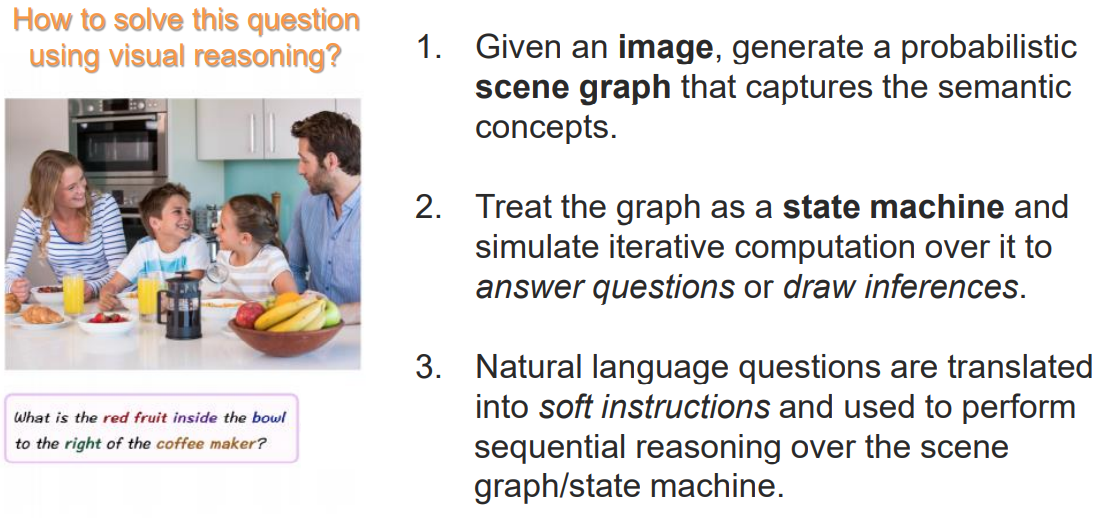 How to solve this question
using visual reasoning?
What is the red fruit inside the bowl
to the right of the coffee maker?
1. Given an image, generate a probabilistic
scene graph that captures the semantic
concepts.
2. Treat the graph as a state machine and
simulate iterative computation over it to
answer questions or draw inferences.
3. Natural language questions are translated
into soft instructions and used to perform
sequential reasoning over the scene
graph/state machine.